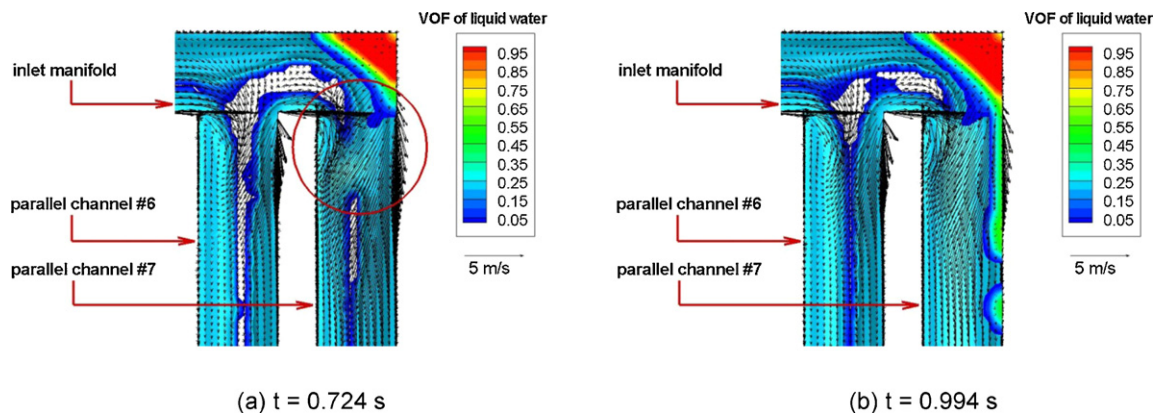 VOF of liquid water
0.95
0.85
0.75
0.65
0.55
0.45
0.35
0.25
0.15
0.05
5 m/s
inlet manifold
parallel channel #6
parallel channel #7
(a) t = 0.724 s
VOF of liquid water
0.95
0.85
0.75
0.65
0.55
0.45
0.35
0.25
0.15
0.05
5 m/s
inlet manifold
parallel channel #6
parallel channel #7
(b) t = 0.994 s